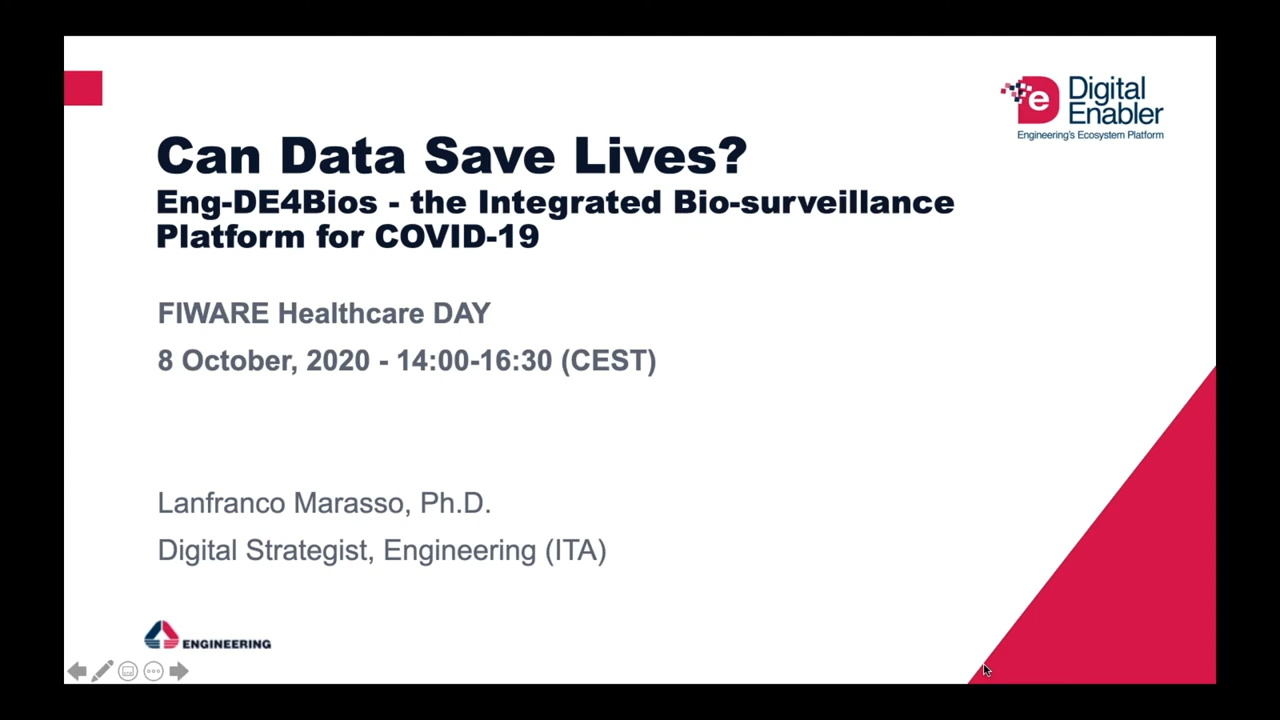 Digital
Enabler
Engineering's Ecosystem Platform
Can Data Save Lives?
Eng-DE4Bios - the Integrated Bio-surveillance
Platform for COVID-19
FIWARE Healthcare DAY
8 October, 2020 - 14:00-16:30 (CEST)
Lanfranco Marasso, Ph.D.
Digital Strategist, Engineering (ITA)
ENGINEERING